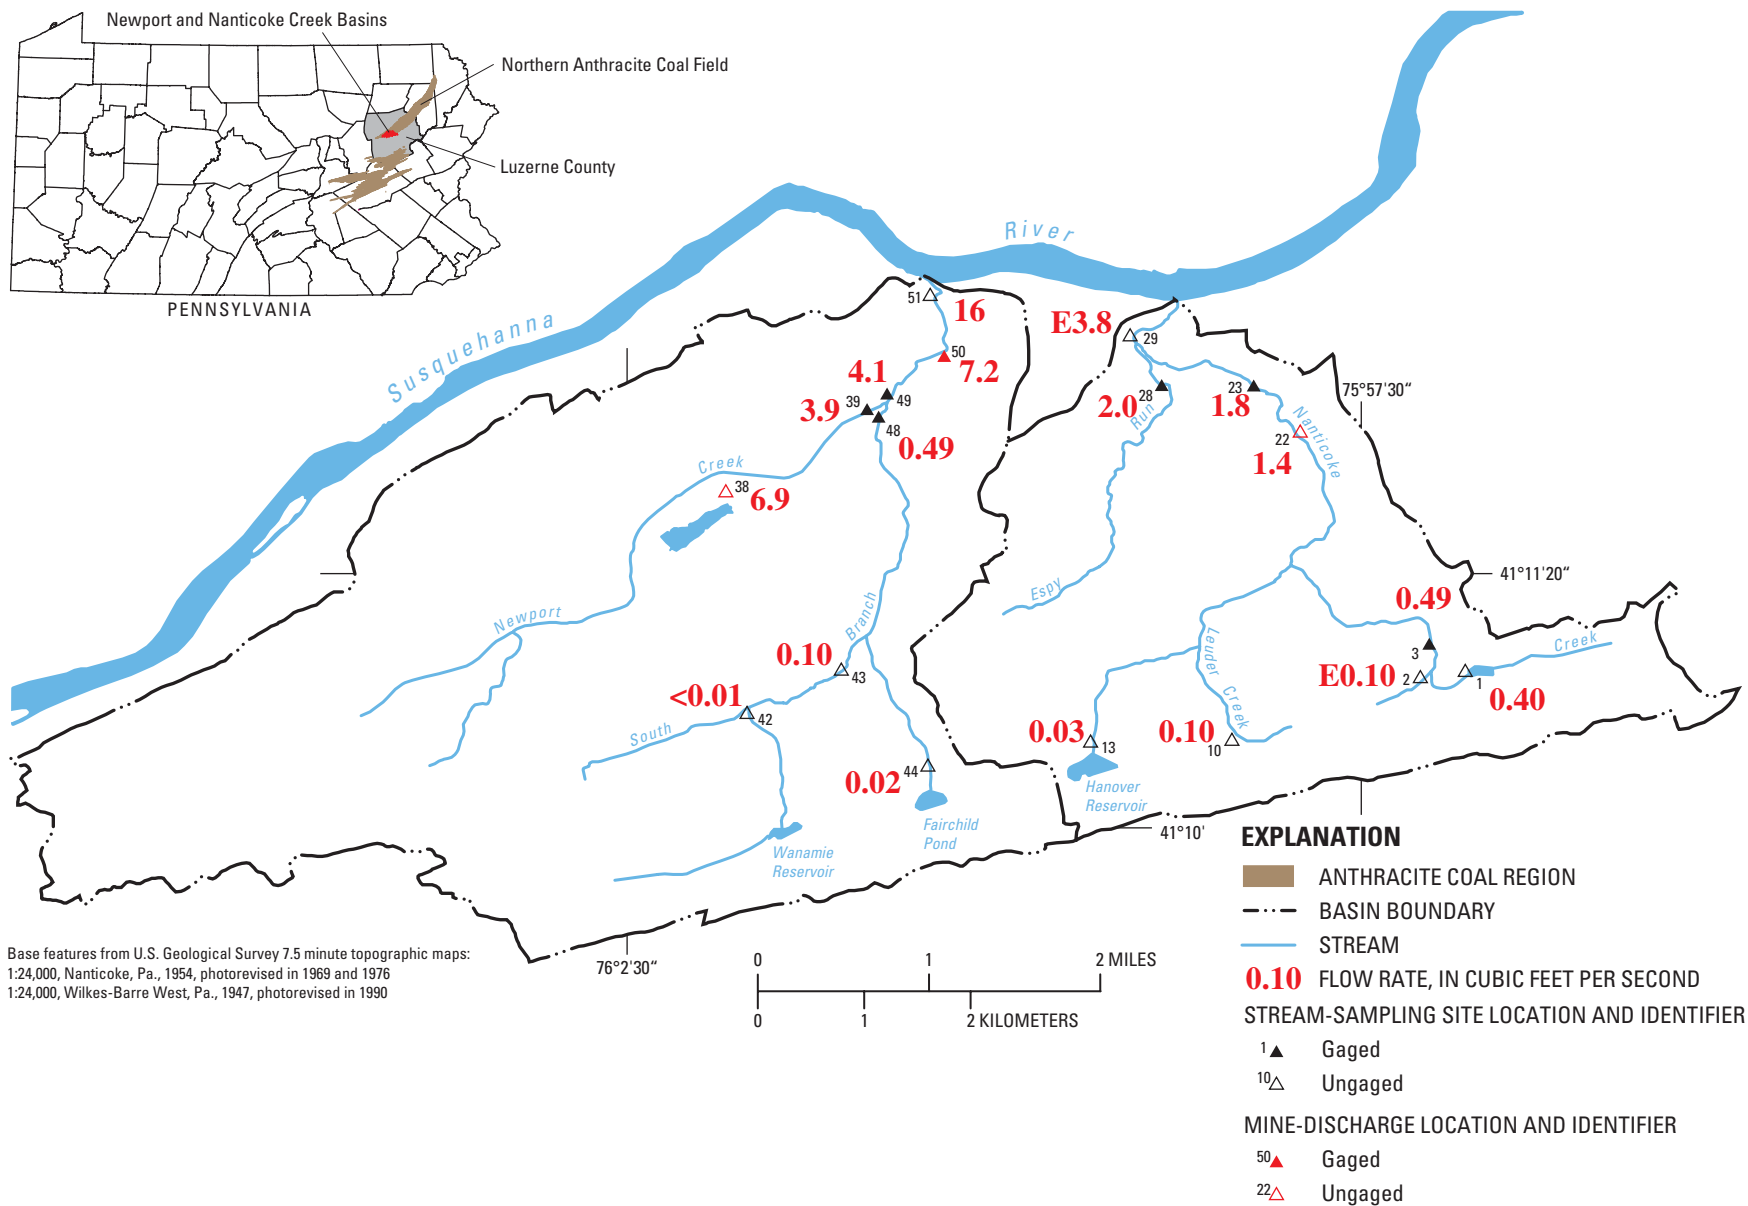 Newport and Nanticoke Creek Basins
Northern Anthracite Coal Field
Luzerne County
PENNSYLVANIA
Susquehanna
River
51
16
E3.8
29
50
7.2
4.1
49
39
3.9
48
0.49
28
2.0
Run
23
1.8
75°57'30“
Nanticoke
22
1.4
Creek
38
6.9
Espy
41°11'20“
Newport
Branch
0.49
3
Leuder
Creek
Creek
0.10
43
E0.10
2
1
0.40
<0.01
42
South
0.03
13
0.10
10
0.02
44
Hanover
Reservoir
Fairchild
Pond
41°10'
Wanamie
Reservoir
76°2'30“
Base features from U.S. Geological Survey 7.5 minute topographic maps:
1:24,000, Nanticoke, Pa., 1954, photorevised in 1969 and 1976
1:24,000, Wilkes-Barre West, Pa., 1947, photorevised in 1990
0 1 2 MILES
0 1 2 KILOMETERS
EXPLANATION
ANTHRACITE COAL REGION
BASIN BOUNDARY
STREAM
0.10 FLOW RATE, IN CUBIC FEET PER SECOND
STREAM-SAMPLING SITE LOCATION AND IDENTIFIER
1 Gaged
10 Ungaged
MINE-DISCHARGE LOCATION AND IDENTIFIER
50 Gaged
22 Ungaged